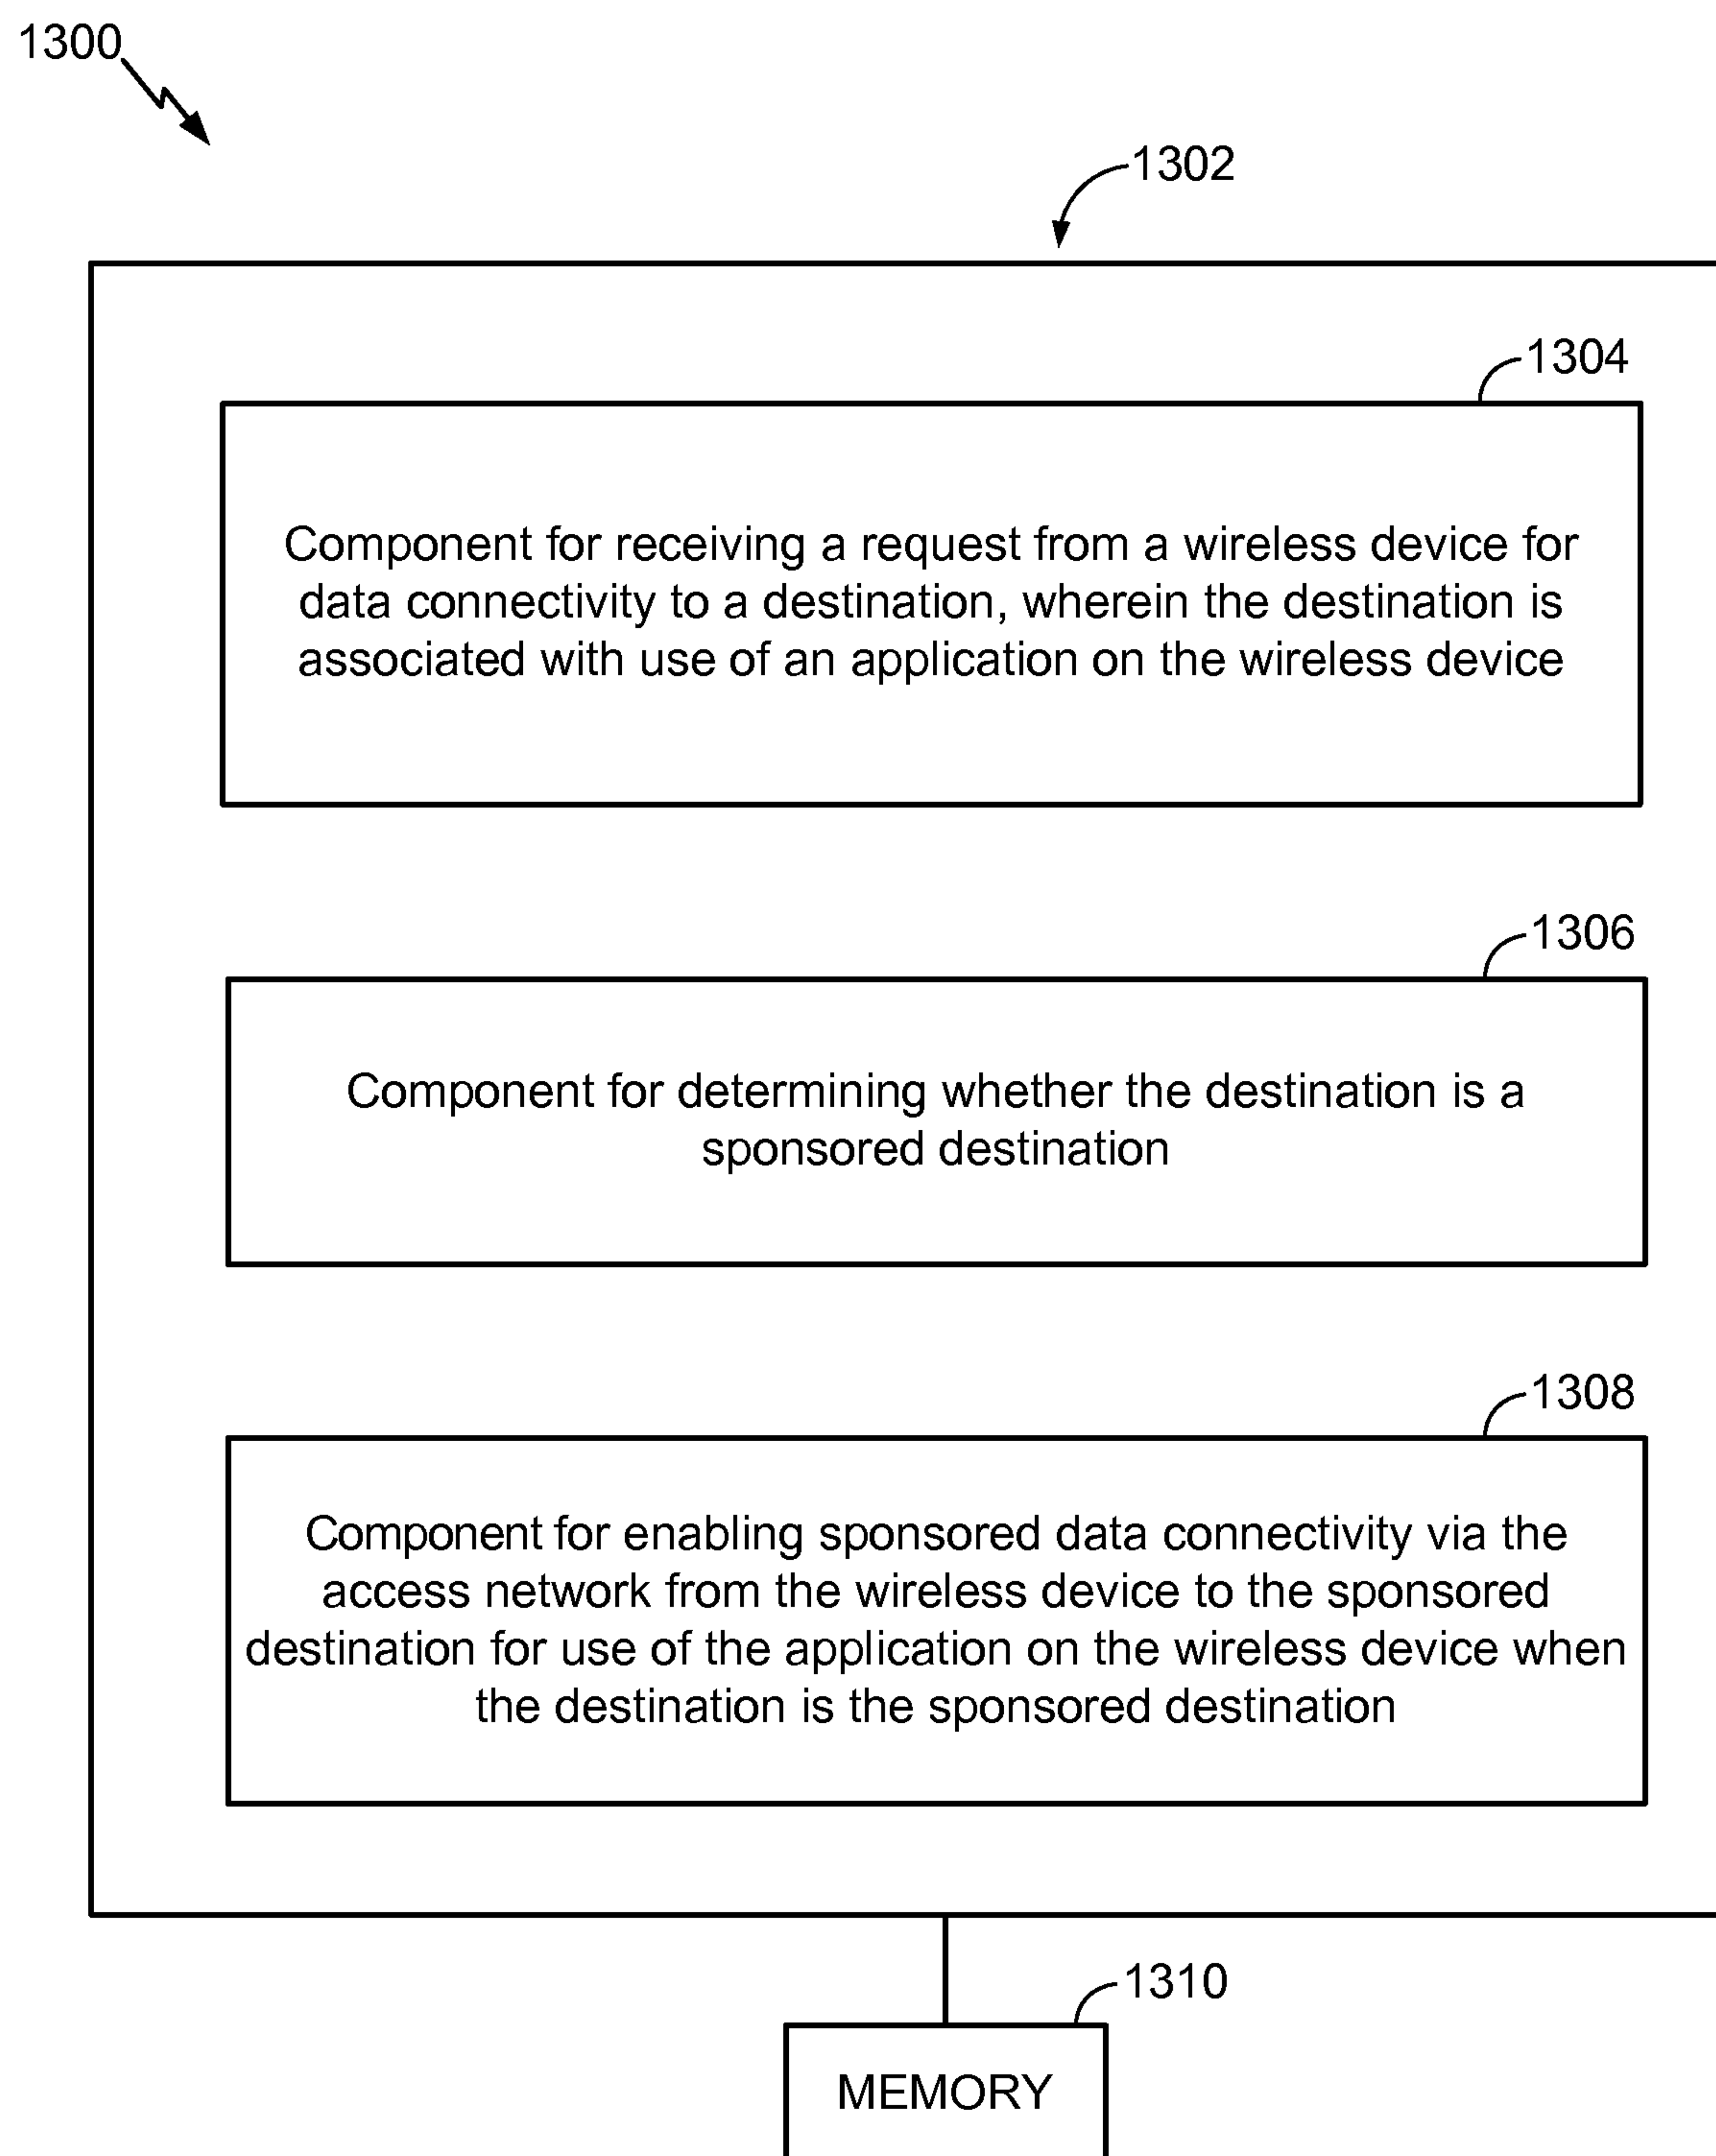 1300
1302
1304
Component for receiving a request from a wireless device for
data connectivity to a destination, wherein the destination is
associated with use of an application on the wireless device
1306
Component for determining whether the destination is a
sponsored destination
1308
Component for enabling sponsored data connectivity via the
access network from the wireless device to the sponsored
destination for use of the application on the wireless device when
the destination is the sponsored destination
1310
MEMORY